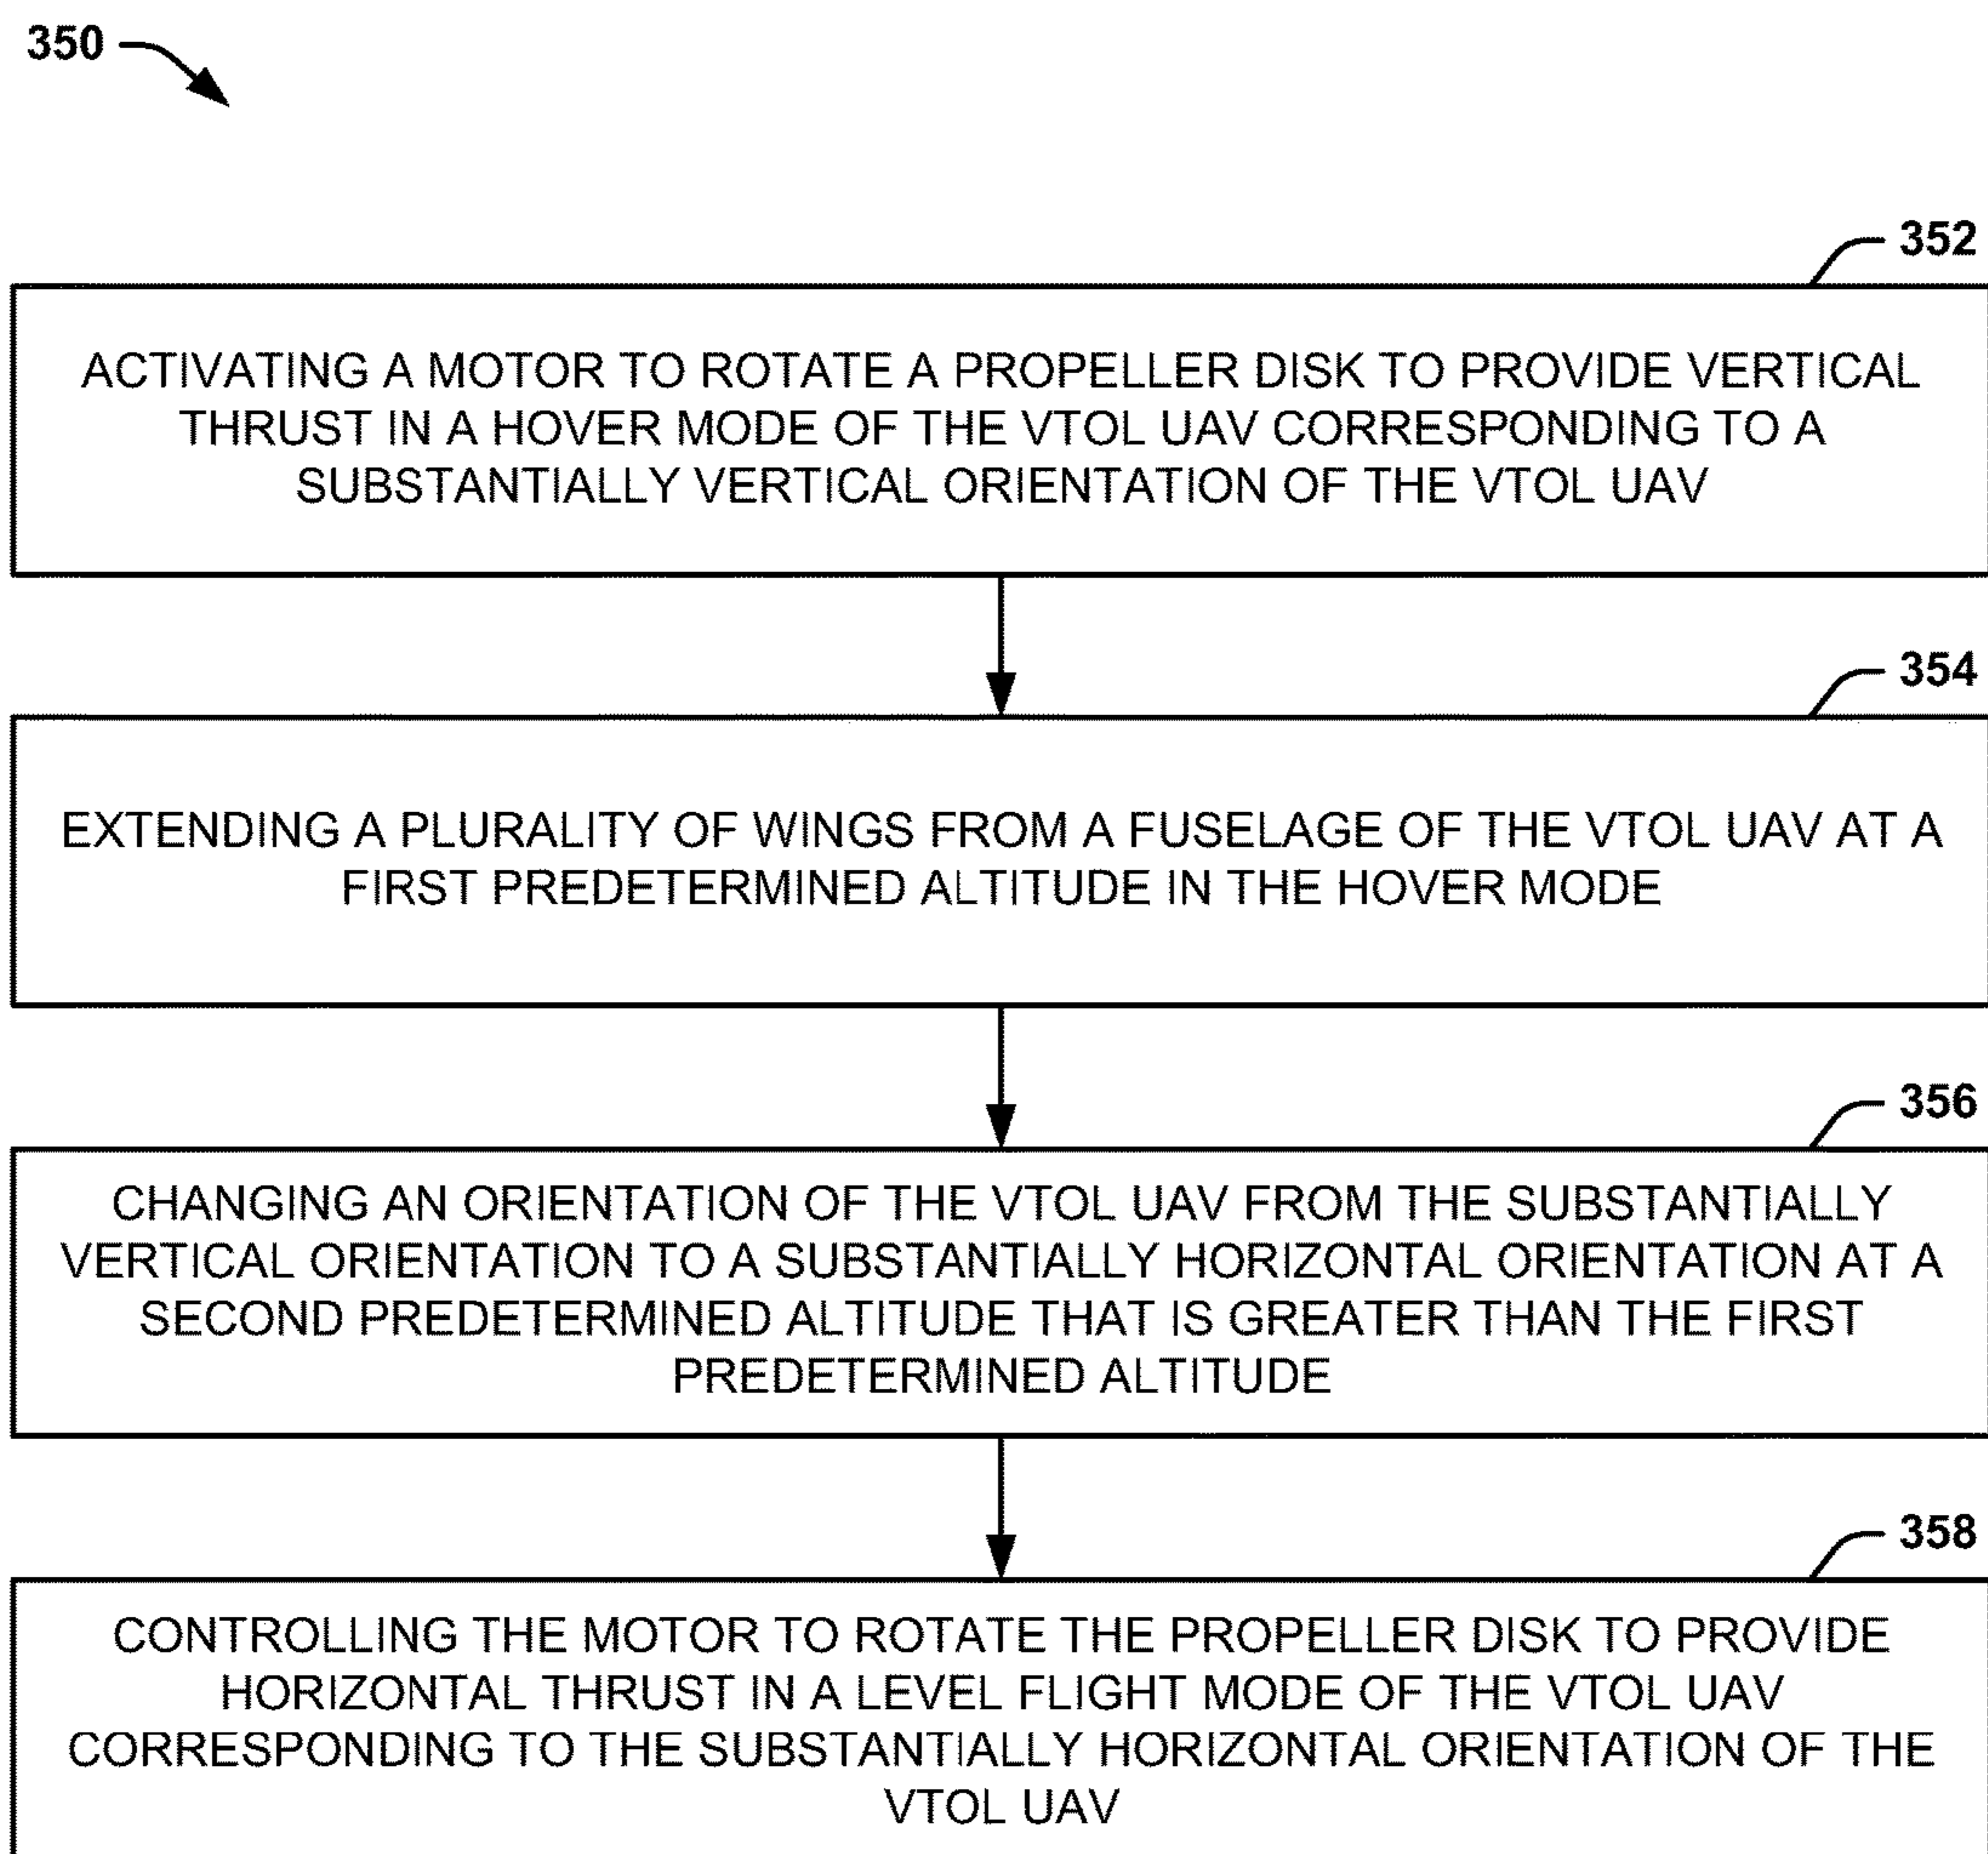 350
352
ACTIVATING A MOTOR TO ROTATE A PROPELLER DISK TO PROVIDE VERTICAL
THRUST IN A HOVER MODE OF THE VTOL UAV CORRESPONDING TO A
SUBSTANTIALLY VERTICAL ORIENTATION OF THE VTOL UAV
354
EXTENDING A PLURALITY OF WINGS FROM A FUSELAGE OF THE VTOL UAV AT A
FIRST PREDETERMINED ALTITUDE IN THE HOVER MODE
356
CHANGING AN ORIENTATION OF THE VTOL UAV FROM THE SUBSTANTIALLY
VERTICAL ORIENTATION TO A SUBSTANTIALLY HORIZONTAL ORIENTATION AT A
SECOND PREDETERMINED ALTITUDE THAT IS GREATER THAN THE FIRST
PREDETERMINED ALTITUDE
358
CONTROLLING THE MOTOR TO ROTATE THE PROPELLER DISK TO PROVIDE
HORIZONTAL THRUST IN A LEVEL FLIGHT MODE OF THE VTOL UAV
CORRESPONDING TO THE SUBSTANTIALLY HORIZONTAL ORIENTATION OF THE
VTOL UAV